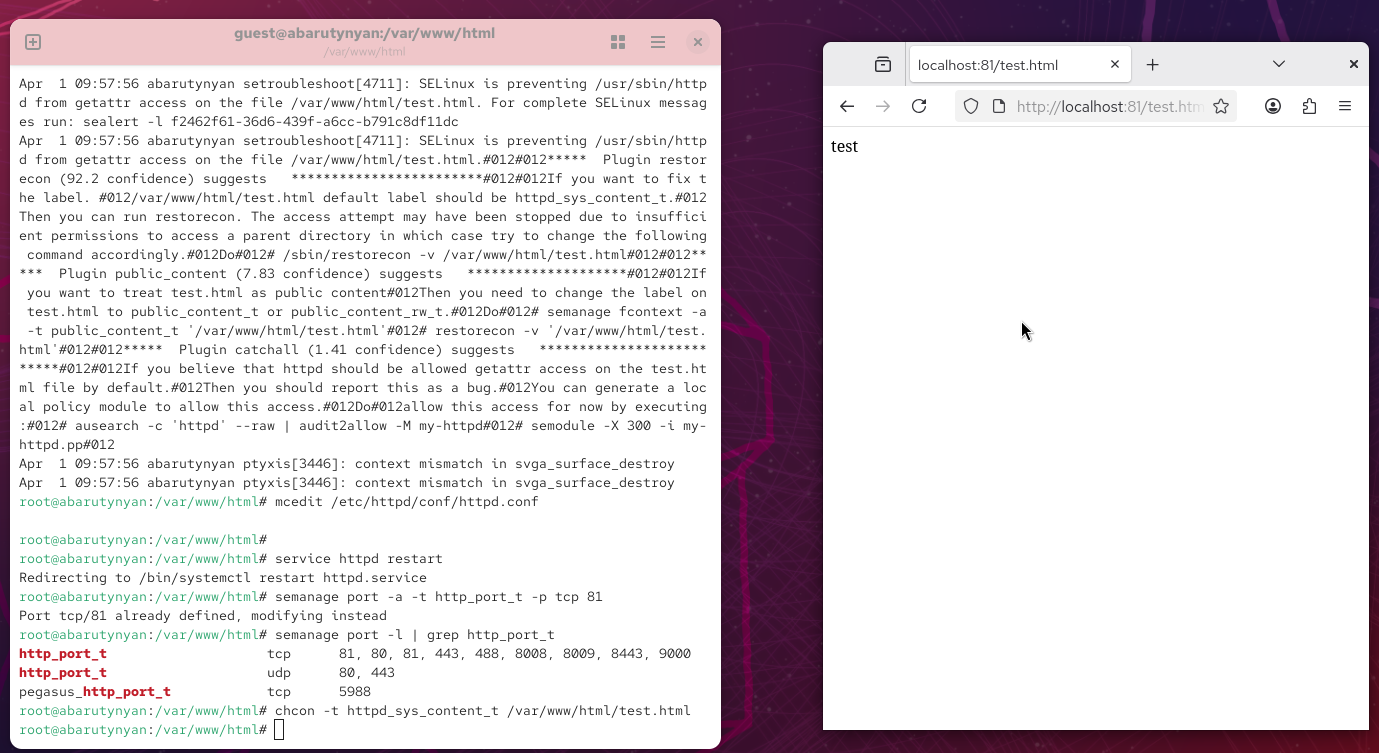 guest@abarutynyan:/var/www/html
/var/www/html
Apr  1 09:57:56 abarutynyan setroubleshoot[4711]: SELinux is preventing /usr/sbin/http
d from getattr access on the file /var/www/html/test.html. For complete SELinux messag
es run: sealert -l f2462f61-36d6-439f-a6cc-b791c8df11dc
Apr  1 09:57:56 abarutynyan setroubleshoot[4711]: SELinux is preventing /usr/sbin/http
d from getattr access on the file /var/www/html/test.html.#012#012*****  Plugin restor
econ (92.2 confidence) suggests   ************************#012#012If you want to fix t
he label. #012/var/www/html/test.html default label should be httpd_sys_content_t.#012
Then you can run restorecon. The access attempt may have been stopped due to insuffici
ent permissions to access a parent directory in which case try to change the following
 command accordingly.#012Do#012# /sbin/restorecon -v /var/www/html/test.html#012#012**
***  Plugin public_content (7.83 confidence) suggests   ********************#012#012If
 you want to treat test.html as public content#012Then you need to change the label on
 test.html to public_content_t or public_content_rw_t.#012Do#012# semanage fcontext -a
 -t public_content_t '/var/www/html/test.html'#012# restorecon -v '/var/www/html/test.
html'#012#012*****  Plugin catchall (1.41 confidence) suggests   *********************
*****#012#012If you believe that httpd should be allowed getattr access on the test.ht
ml file by default.#012Then you should report this as a bug.#012You can generate a loc
al policy module to allow this access.#012Do#012allow this access for now by executing
:#012# ausearch -c 'httpd' --raw | audit2allow -M my-httpd#012# semodule -X 300 -i my-
httpd.pp#012
Apr  1 09:57:56 abarutynyan ptyxis[3446]: context mismatch in svga_surface_destroy
Apr  1 09:57:56 abarutynyan ptyxis[3446]: context mismatch in svga_surface_destroy
root@abarutynyan:/var/www/html# mcedit /etc/httpd/conf/httpd.conf
root@abarutynyan:/var/www/html#
root@abarutynyan:/var/www/html# service httpd restart
Redirecting to /bin/systemctl restart httpd.service
root@abarutynyan:/var/www/html# semanage port -a -t http_port_t -p tcp 81
Port tcp/81 already defined, modifying instead
root@abarutynyan:/var/www/html# semanage port -l | grep http_port_t
http_port_t                    tcp      81, 80, 81, 443, 488, 8008, 8009, 8443, 9000
http_port_t                    udp      80, 443
pegasus_http_port_t            tcp      5988
root@abarutynyan:/var/www/html# chcon -t httpd_sys_content_t /var/www/html/test.html
root@abarutynyan:/var/www/html#
localhost:81/test.html
http://localhost:81/test.htm
test